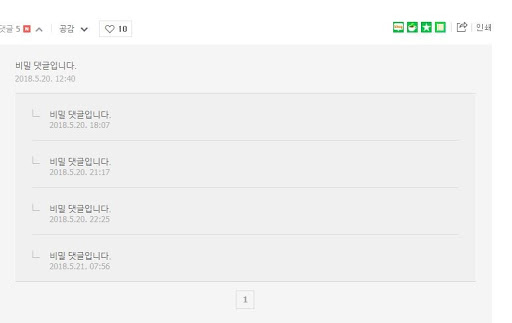 댓글 5 공감 10 인쇄
비밀 댓글입니다.
2018.5.20. 12:40
비밀 댓글입니다.
2018.5.20. 18:07
비밀 댓글입니다.
2018.5.20. 21:17
비밀 댓글입니다.
2018.5.20. 22:25
비밀 댓글입니다.
2018.5.21. 07:56
1